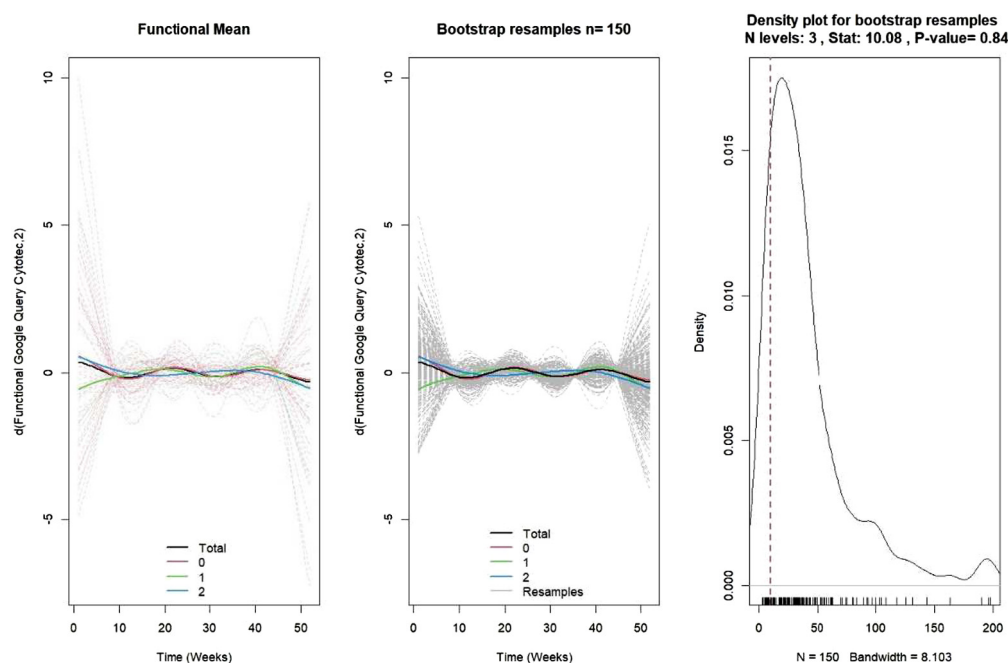 Functional Mean
d(Functional Google Query Cytotec,2)
10
5
0
-5
Total
0
1
2
0 10 20 30 40 50
Time (Weeks)
Bootstrap resamples n= 150
d(Functional Google Query Cytotec,2)
10
5
0
-5
Total
0
1
2
Resamples
0 10 20 30 40 50
Time (Weeks)
Density plot for bootstrap resamples
N levels: 3 , Stat: 10.08 , P-value= 0.84
Density
0.015
0.010
0.005
0.000
0 50 100 150 200
N = 150 Bandwidth = 8.103